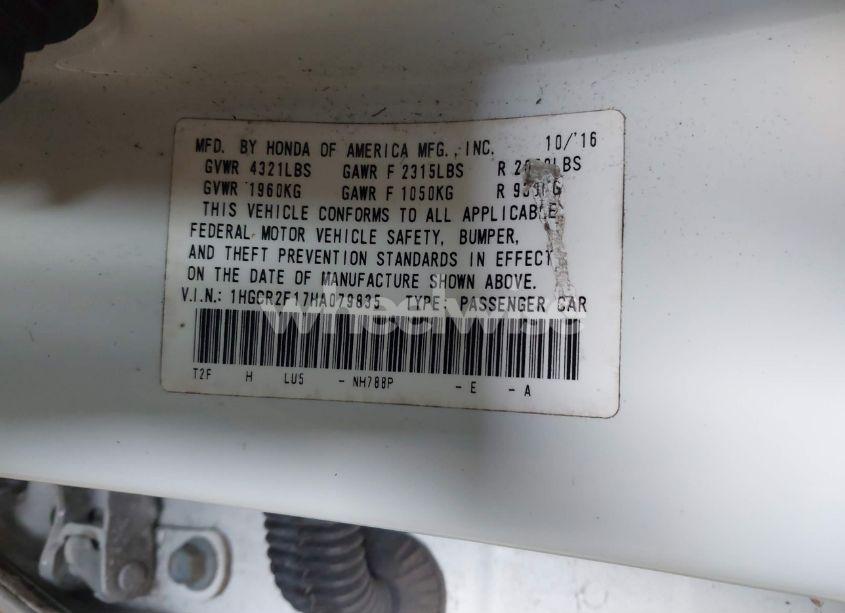 MFD. BY HONDA OF AMERICA MFG., INC. 10/'16
GVWR 4321LBS GAWR F 2315LBS R
GVWR 1960KG GAWR F 1050KG R
THIS VEHICLE CONFORMS TO ALL APPLICABLE
FEDERAL MOTOR VEHICLE SAFETY, BUMPER,
AND THEFT PREVENTION STANDARDS IN EFFECT
ON THE DATE OF MANUFACTURE SHOWN ABOVE.
V.I.N.: 1HGCR2F17HA079835 TYPE: PASSENGER CAR
wheelwise
T2F H LU5 - NH788P - E - A